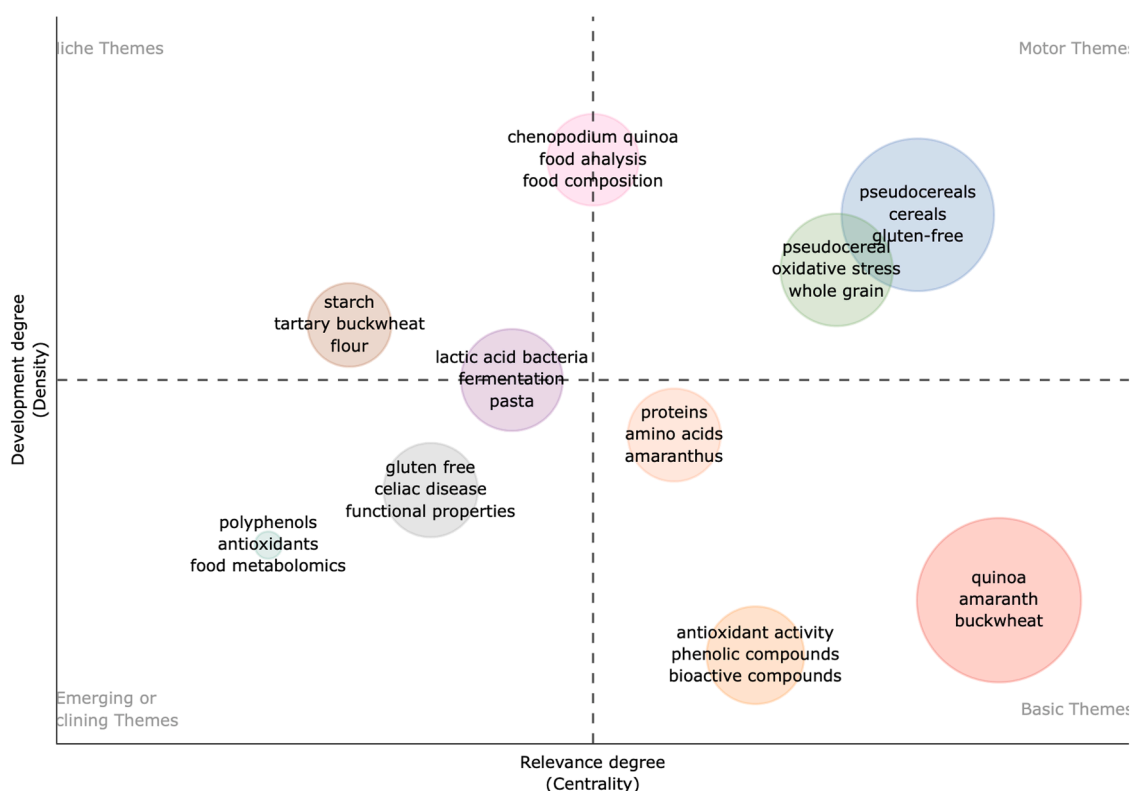 liche Themes
Motor Themes
chenopodium quinoa
food analysis
food composition
pseudocereals
cereals
gluten-free
pseudocereal
oxidative stress
whole grain
starch
tartary buckwheat
flour
lactic acid bacteria
fermentation
pasta
Development degree
(Density)
proteins
amino acids
amaranthus
gluten free
celiac disease
functional properties
polyphenols
antioxidants
food metabolomics
quinoa
amaranth
buckwheat
antioxidant activity
phenolic compounds
bioactive compounds
Emerging or
clining Themes
Basic Themes
Relevance degree
(Centrality)